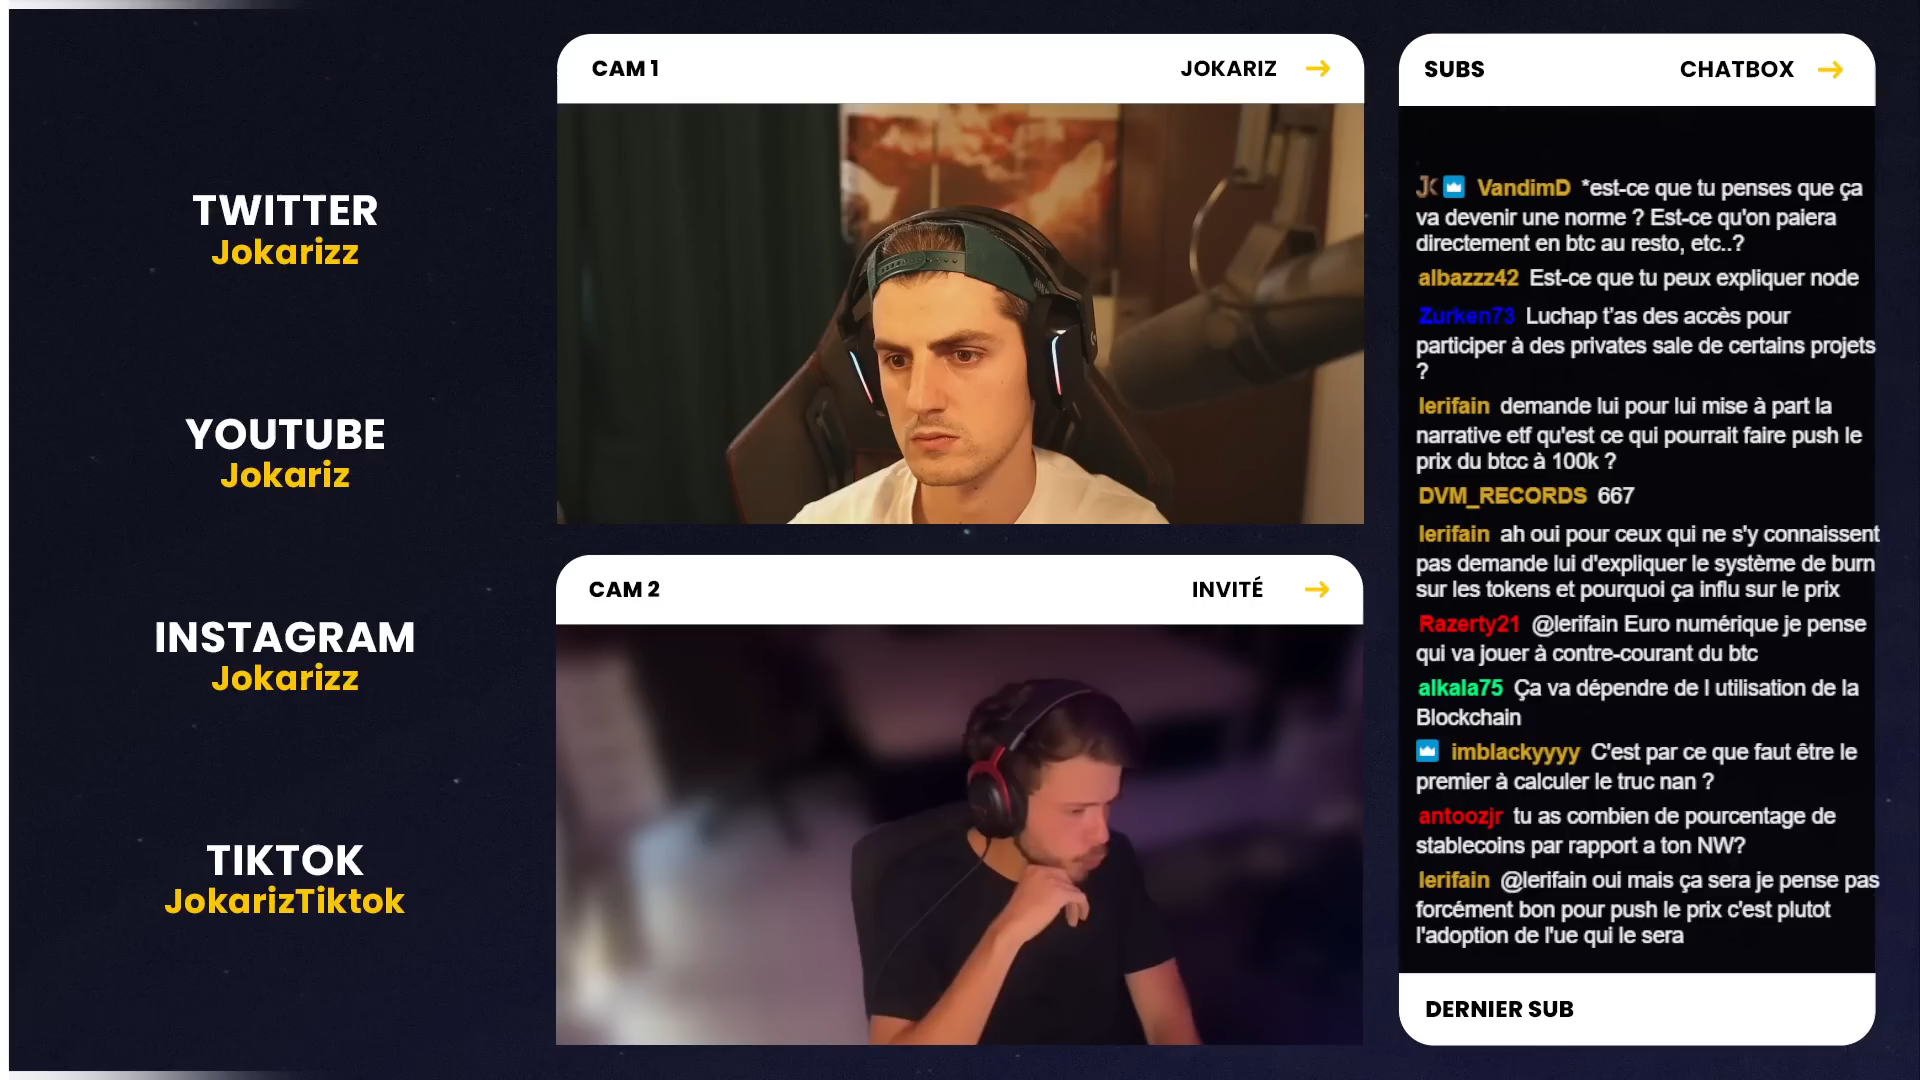 TWITTER
Jokarizz
YOUTUBE
Jokariz
INSTAGRAM
Jokarizz
TIKTOK
JokarizTiktok
CAM 1 JOKARIZ
CAM 2 INVITÉ
SUBS CHATBOX
VandimD *est-ce que tu penses que ça
va devenir une norme ? Est-ce qu'on paiera
directement en btc au resto, etc..?
albazzz42 Est-ce que tu peux expliquer node
Zurken73 Luchap t'as des accès pour
participer à des privates sale de certains projets
?
lerifain demande lui pour lui mise à part la
narrative etf qu'est ce qui pourrait faire push le
prix du btcc à 100k ?
DVM_RECORDS 667
lerifain ah oui pour ceux qui ne s'y connaissent
pas demande lui d'expliquer le système de burn
sur les tokens et pourquoi ça influ sur le prix
Razerty21 @lerifain Euro numérique je pense
qui va jouer à contre-courant du btc
alkala75 Ça va dépendre de l utilisation de la
Blockchain
imblackyyyy C'est par ce que faut être le
premier à calculer le truc nan ?
antoozjr tu as combien de pourcentage de
stablecoins par rapport a ton NW?
lerifain @lerifain oui mais ça sera je pense pas
forcément bon pour push le prix c'est plutot
l'adoption de l'ue qui le sera
DERNIER SUB